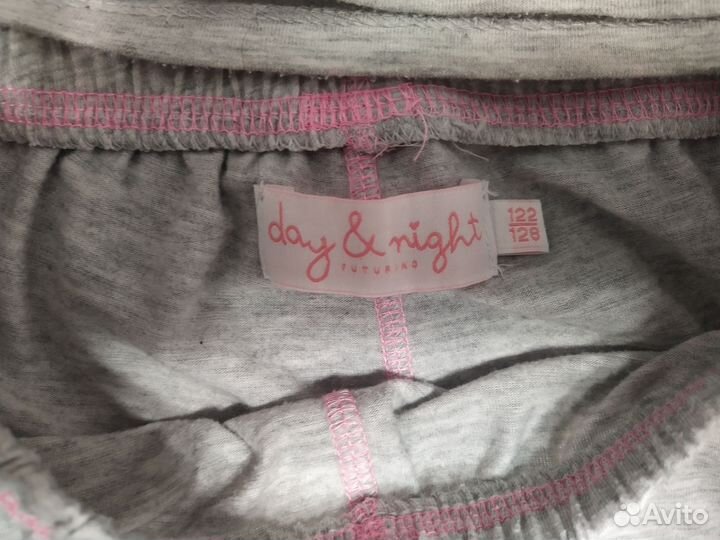 day & night
FUTURINO
122
128
Avito